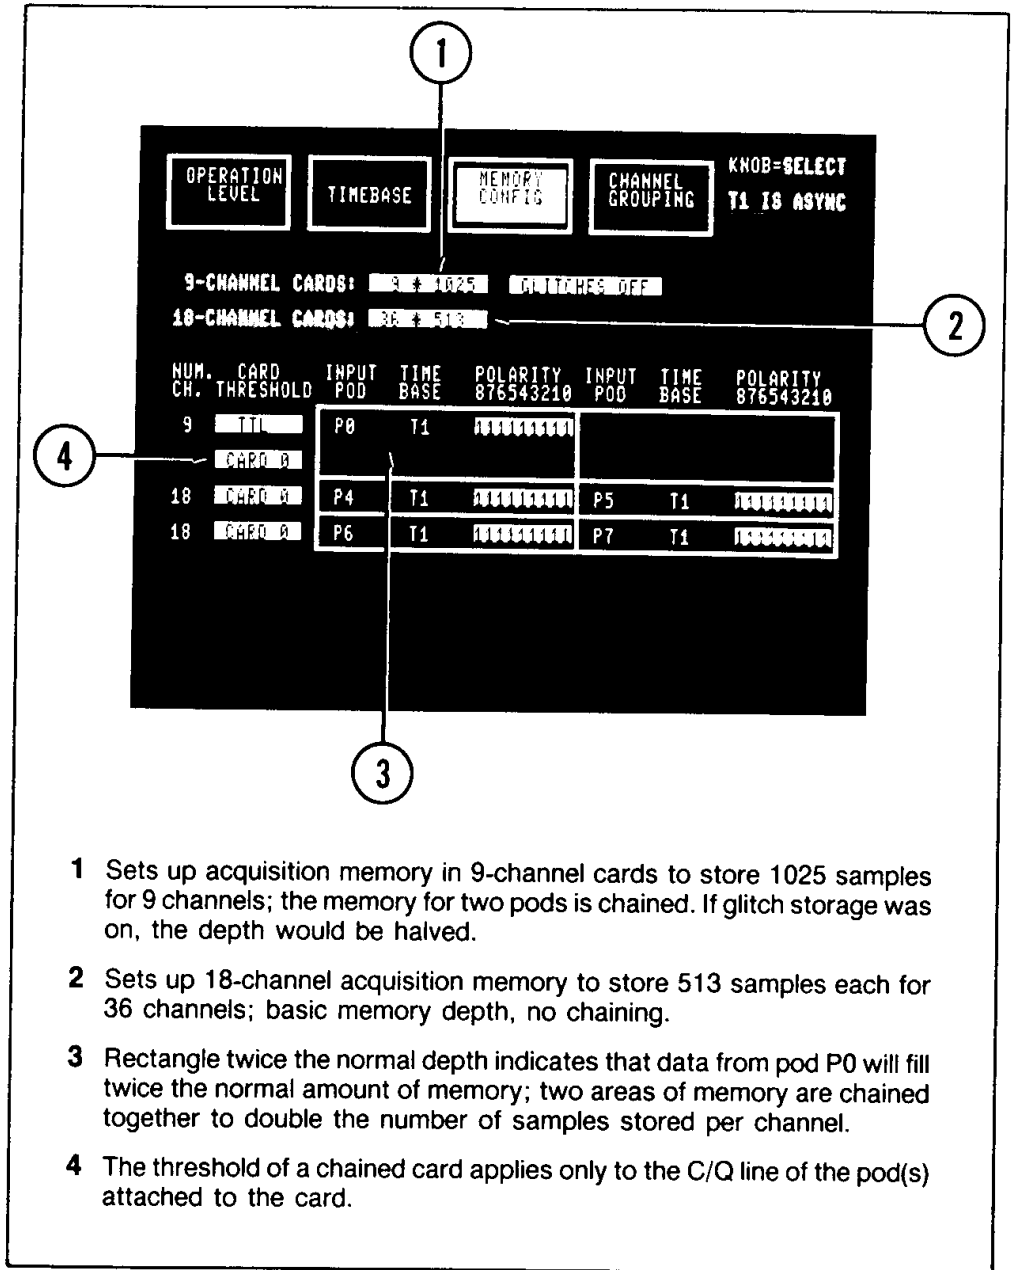 1
OPERATION LEVEL
TIMEBASE
MEMORY CONFIG
CHANNEL GROUPING
KNOB=SELECT
T1 IS ASYNC
9-CHANNEL CARDS: 9 * 1025 GLITCHES OFF
18-CHANNEL CARDS: 36 * 513
2
NUM. CARD INPUT TIME POLARITY INPUT TIME POLARITY
CH. THRESHOLD POD BASE 876543210 POD BASE 876543210
9 TTL P0 T1 111111111
4
CARD 0
18 CARD 0 P4 T1 111111111 P5 T1 111111111
18 CARD 0 P6 T1 111111111 P7 T1 111111111
3
1 Sets up acquisition memory in 9-channel cards to store 1025 samples
for 9 channels; the memory for two pods is chained. If glitch storage was
on, the depth would be halved.
2 Sets up 18-channel acquisition memory to store 513 samples each for
36 channels; basic memory depth, no chaining.
3 Rectangle twice the normal depth indicates that data from pod P0 will fill
twice the normal amount of memory; two areas of memory are chained
together to double the number of samples stored per channel.
4 The threshold of a chained card applies only to the C/Q line of the pod(s)
attached to the card.